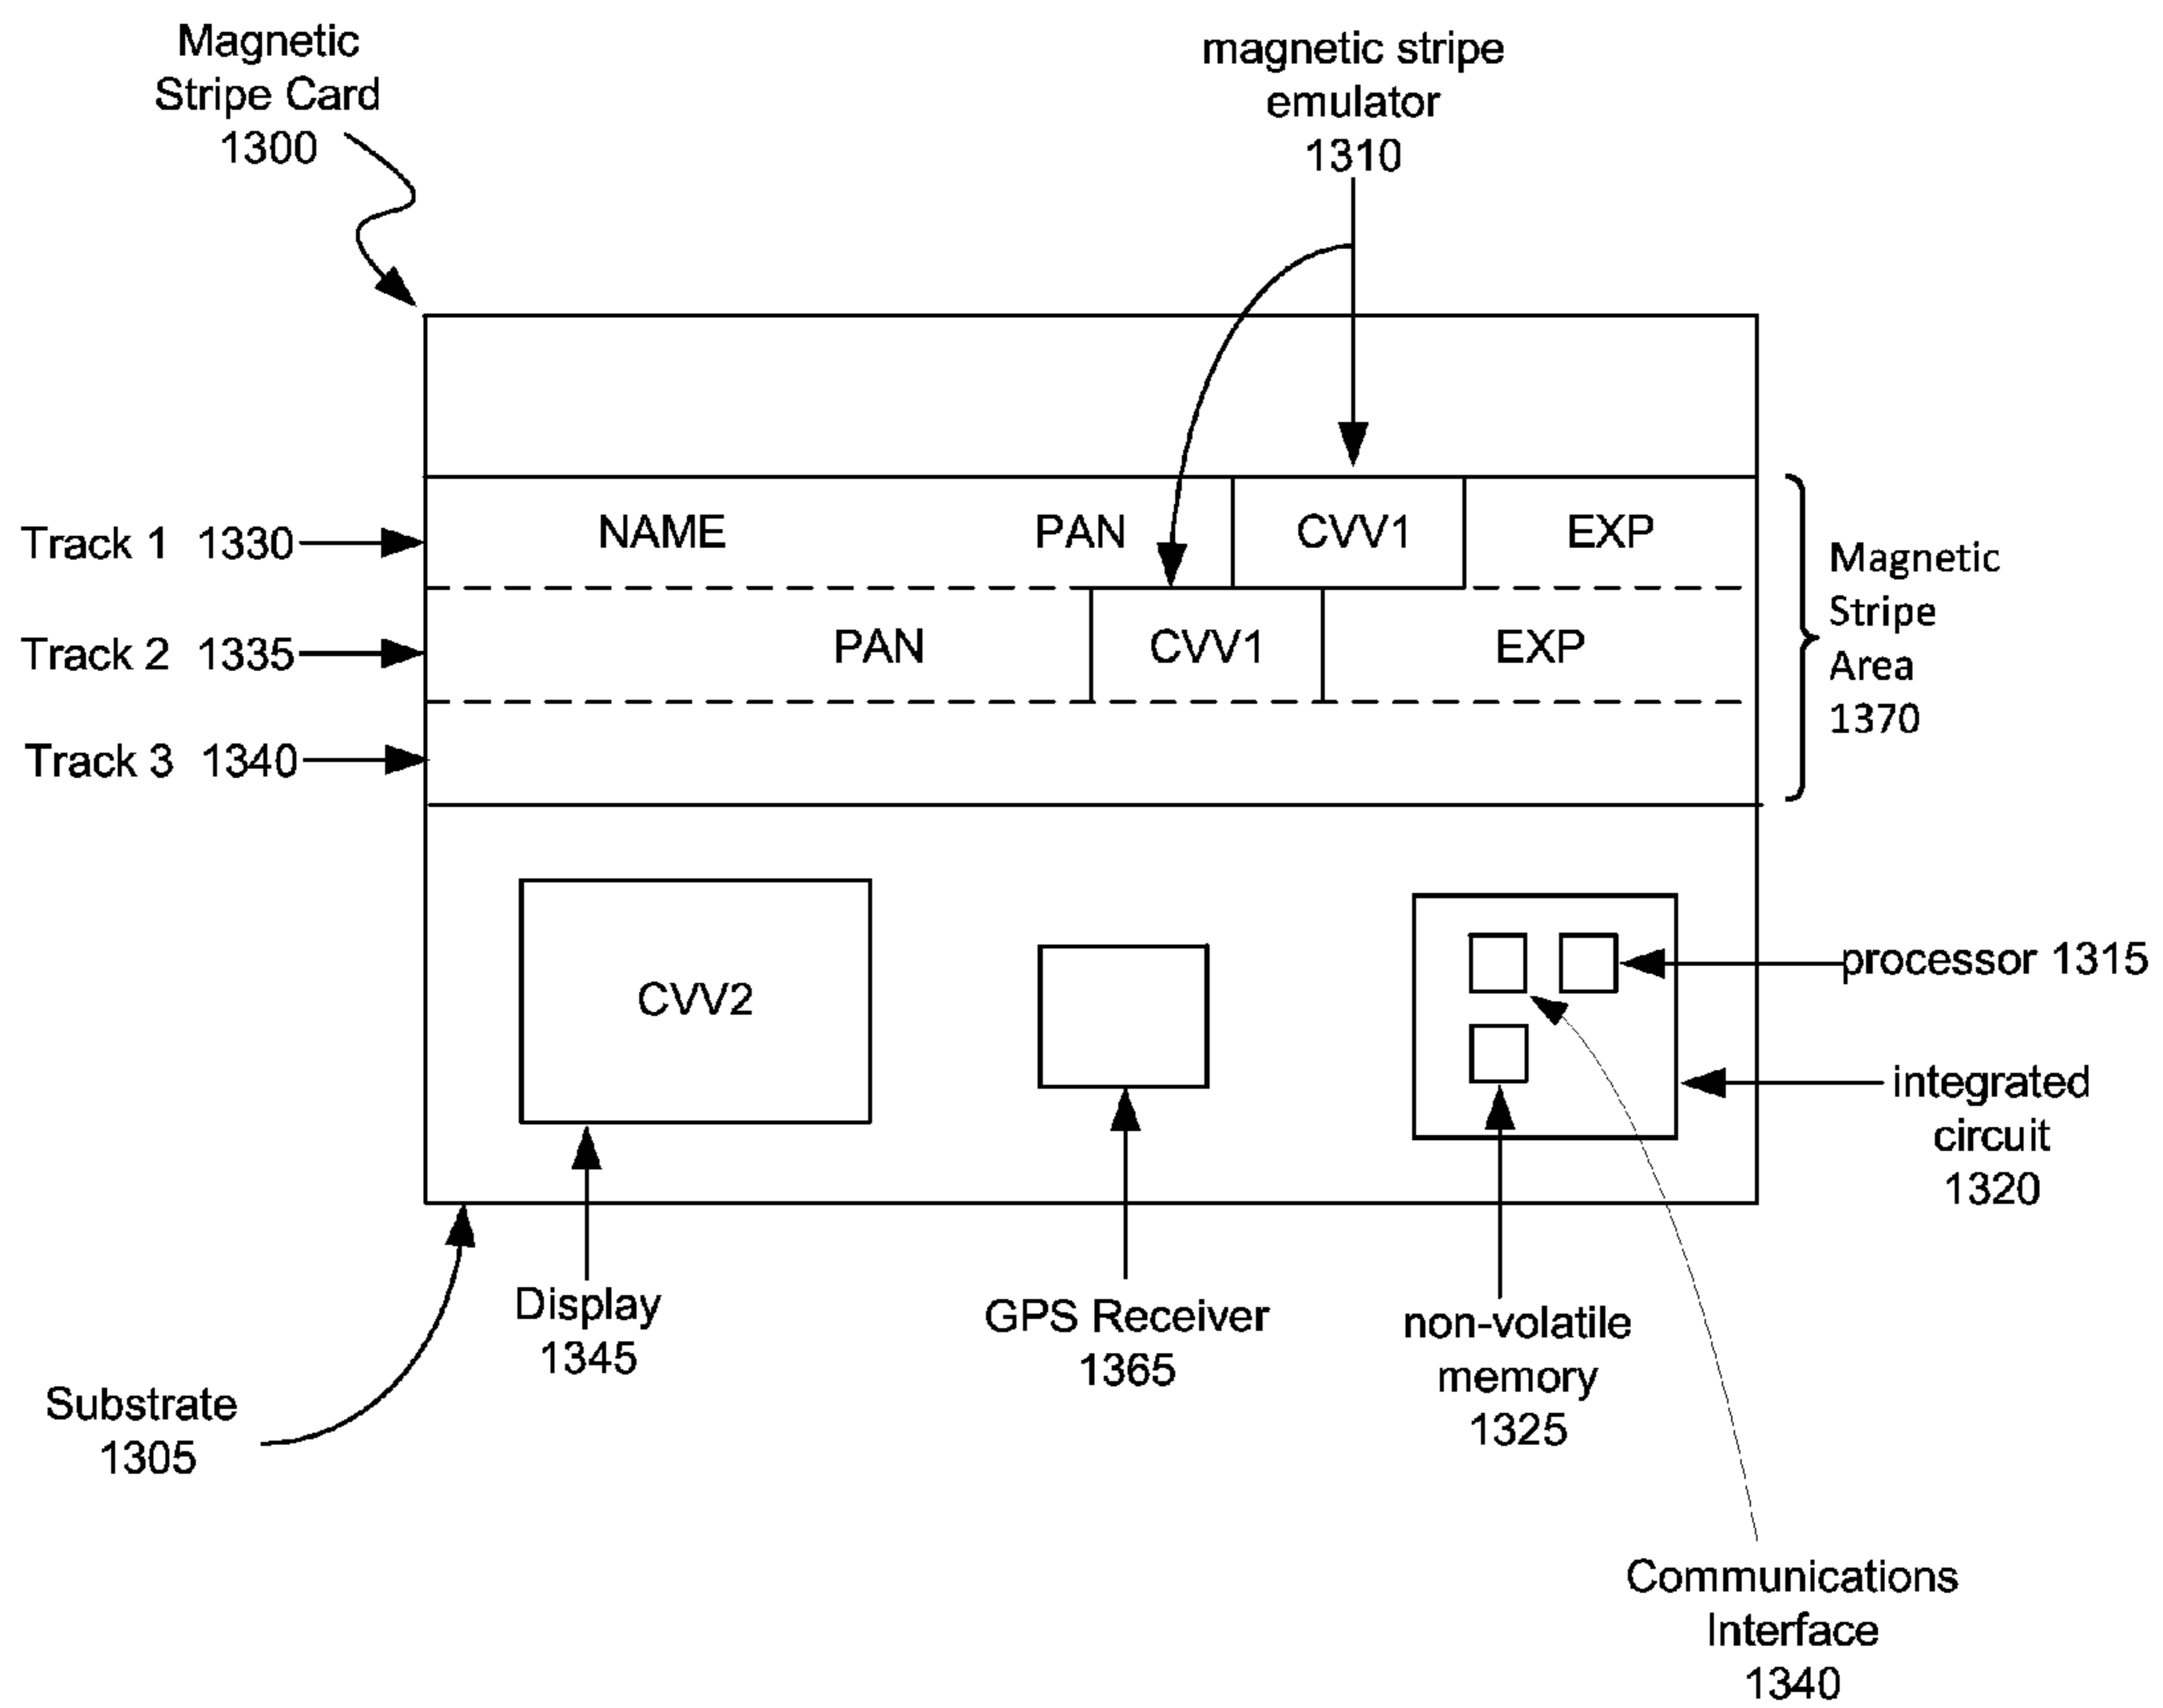 Magnetic
Stripe Card
1300
magnetic stripe
emulator
1310
Track 1 1330
NAME PAN CVV1 EXP
Track 2 1335
PAN CVV1 EXP
Track 3 1340
Magnetic
Stripe
Area
1370
CVV2
processor 1315
integrated
circuit
1320
Display
1345
GPS Receiver
1365
non-volatile
memory
1325
Substrate
1305
Communications
Interface
1340